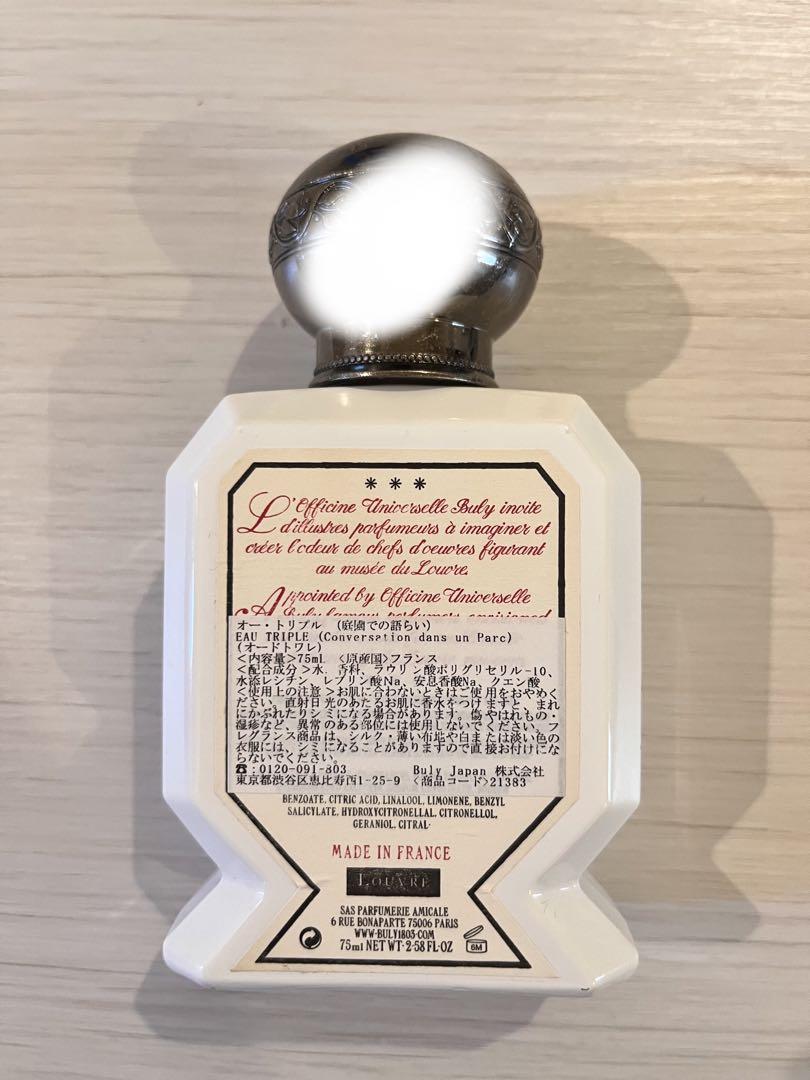 ***
L'Officine Universelle Buly invite
d'illustres parfumeurs à imaginer et
créer l'odeur de chefs d'oeuvres figurant
au musée du Louvre.
Appointed by Officine Universelle
Buly famous perfumers envisioned
オー・トリプル (庭園での語らい)
EAU TRIPLE (Conversation dans un Parc)
(オードトワレ)
<内容量>75mL <原産国>フランス
<配合成分>水、香料、ラウリン酸ポリグリセリル-10、
水添レシチン、レブリン酸Na、安息香酸Na、クエン酸
<使用上の注意>お肌に合わないときはご使用をおやめく
ださい。直射日光のあたるお肌に香水をつけますと、まれ
にかぶれたりシミになる場合があります。傷やはれもの・
湿疹など、異常のある部位には使用しないでください。フ
レグランス商品は、シルク・薄い布地や白または淡い色の
衣服には、シミになることがありますので直接お付けにな
らないでください。
☎:0120-091-803 Buly Japan 株式会社
東京都渋谷区恵比寿西1-25-9 <商品コード>21383
BENZOATE, CITRIC ACID, LINALOOL, LIMONENE, BENZYL
SALICYLATE, HYDROXYCITRONELLAL, CITRONELLOL,
GERANIOL, CITRAL·
MADE IN FRANCE
LOUVRE
SAS PARFUMERIE AMICALE
6 RUE BONAPARTE 75006 PARIS
WWW·BULY1803·COM
75ml NET WT·2·58 FL·OZ
6M